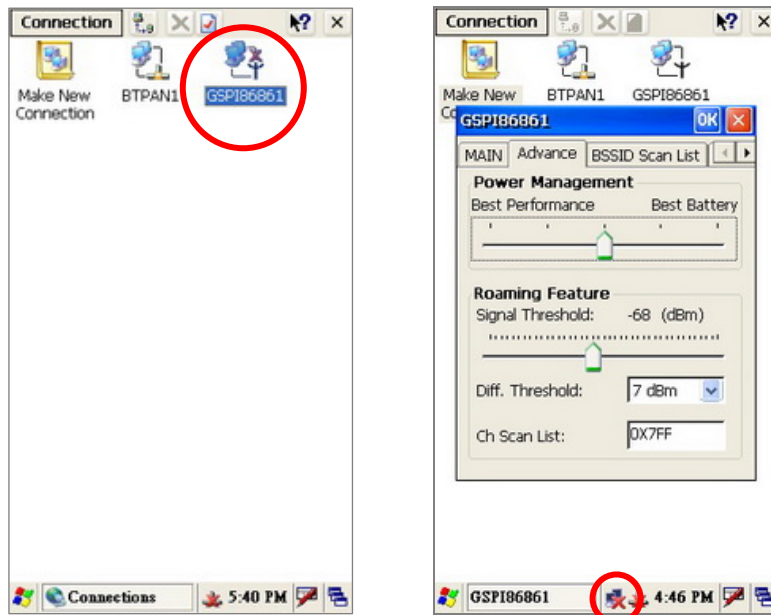 Connection
Make New
Connection
BTPAN1
GSPI86861
Connections
5:40 PM
Connection
Make New
BTPAN1
GSPI86861
GSPI86861
OK
MAIN
Advance
BSSID Scan List
Power Management
Best Performance
Best Battery
Roaming Feature
Signal Threshold:
-68 (dBm)
Diff. Threshold:
7 dBm
Ch Scan List:
0X7FF
GSPI86861
4:46 PM